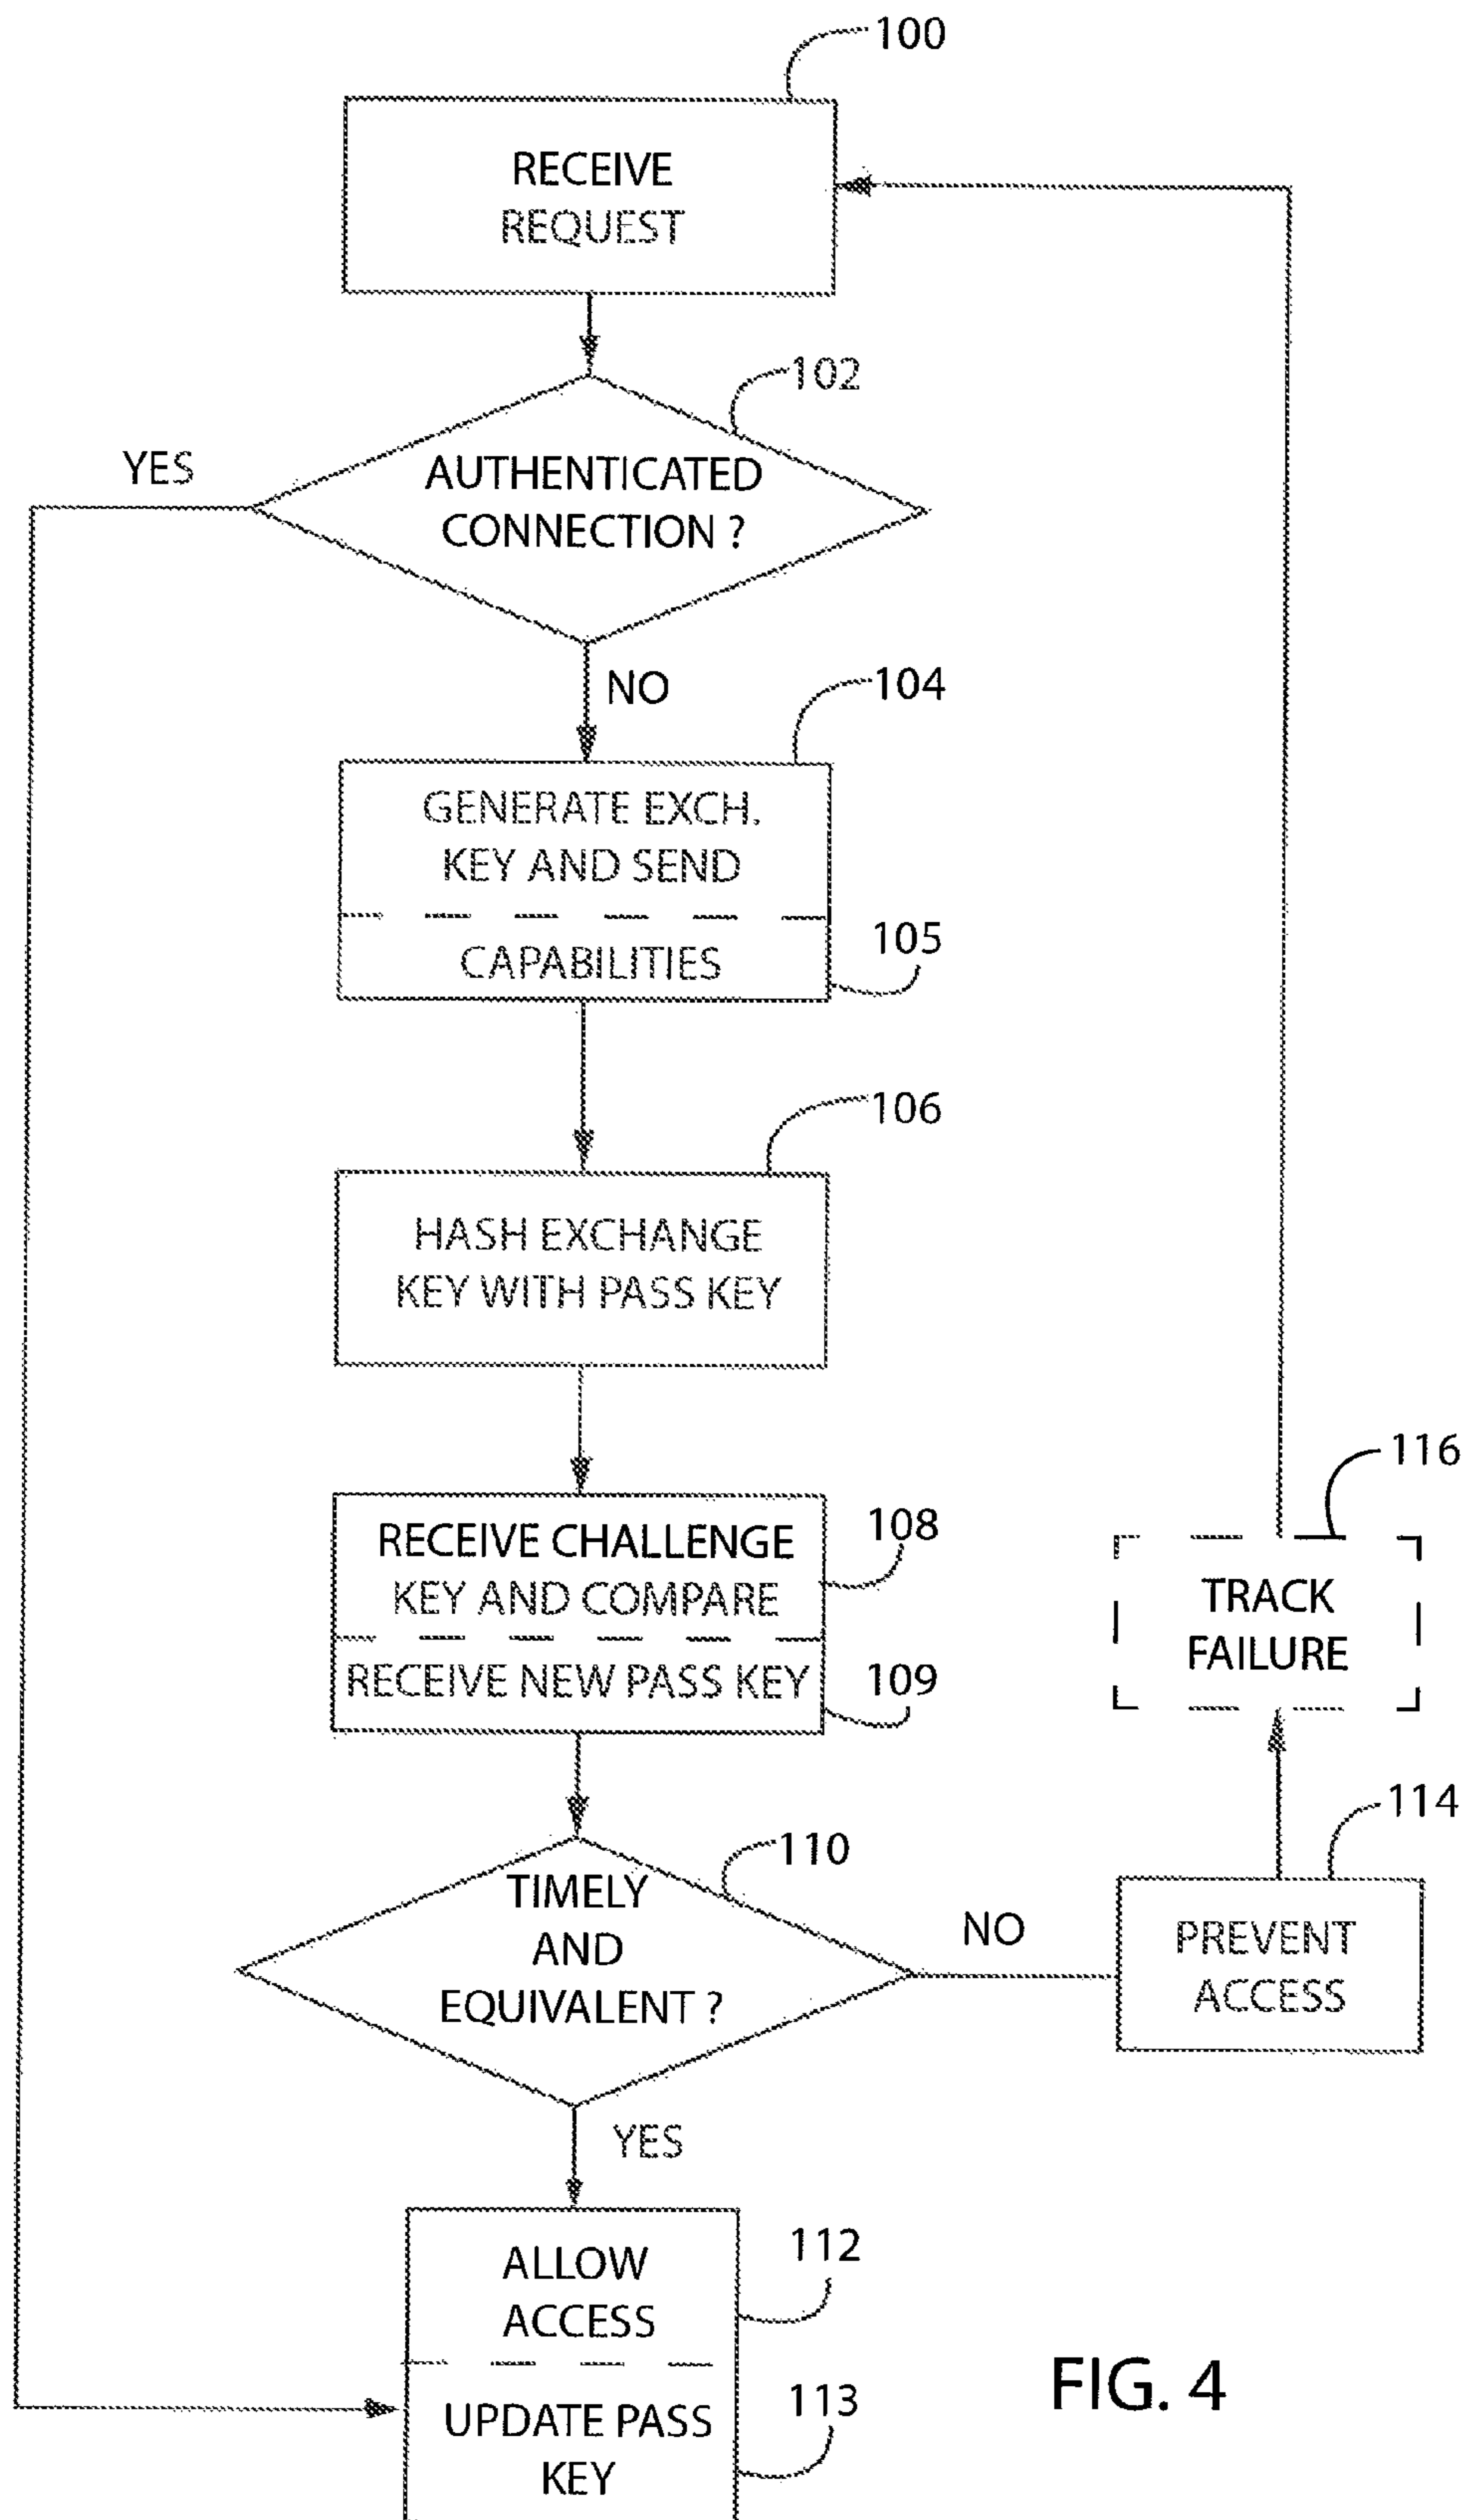 100
RECEIVE
REQUEST
102
YES
AUTHENTICATED
CONNECTION ?
NO
104
GENERATE EXCH.
KEY AND SEND
105
CAPABILITIES
106
HASH EXCHANGE
KEY WITH PASS KEY
116
108
RECEIVE CHALLENGE
KEY AND COMPARE
TRACK
FAILURE
109
RECEIVE NEW PASS KEY
114
110
TIMELY
AND
EQUIVALENT ?
NO
PREVENT
ACCESS
YES
112
ALLOW
ACCESS
113
UPDATE PASS
KEY
FIG. 4